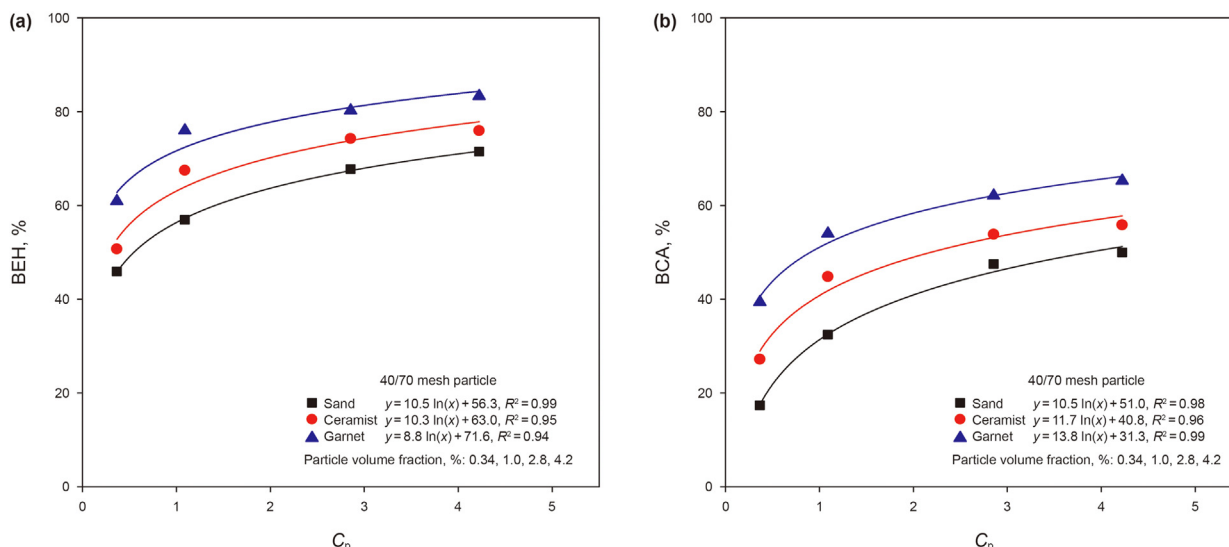 (a)
100
80
60
40
20
0
BEH, %
40/70 mesh particle
Sand y = 10.5 ln(x) + 56.3, R² = 0.99
Ceramist y = 10.3 ln(x) + 63.0, R² = 0.95
Garnet y = 8.8 ln(x) + 71.6, R² = 0.94
Particle volume fraction, %: 0.34, 1.0, 2.8, 4.2
0 1 2 3 4 5
(b)
100
80
60
40
20
0
BCA, %
40/70 mesh particle
Sand y = 10.5 ln(x) + 51.0, R² = 0.98
Ceramist y = 11.7 ln(x) + 40.8, R² = 0.96
Garnet y = 13.8 ln(x) + 31.3, R² = 0.99
Particle volume fraction, %: 0.34, 1.0, 2.8, 4.2
0 1 2 3 4 5